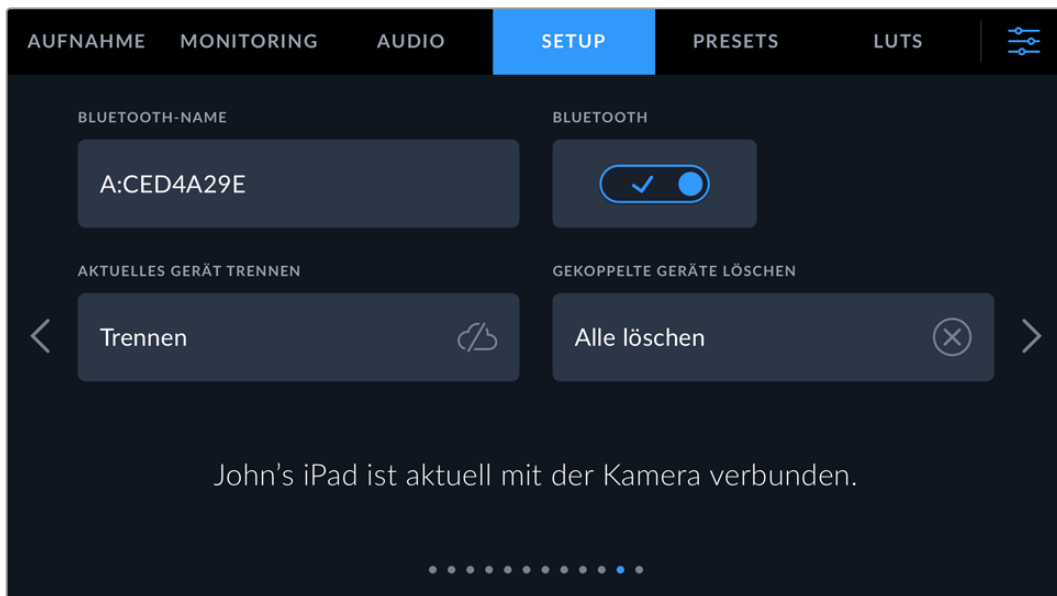 AUFNAHME MONITORING AUDIO SETUP PRESETS LUTS
BLUETOOTH-NAME BLUETOOTH
A:CED4A29E
AKTUELLES GERÄT TRENNEN GEKOPPELTE GERÄTE LÖSCHEN
Trennen Alle löschen
John’s iPad ist aktuell mit der Kamera verbunden.